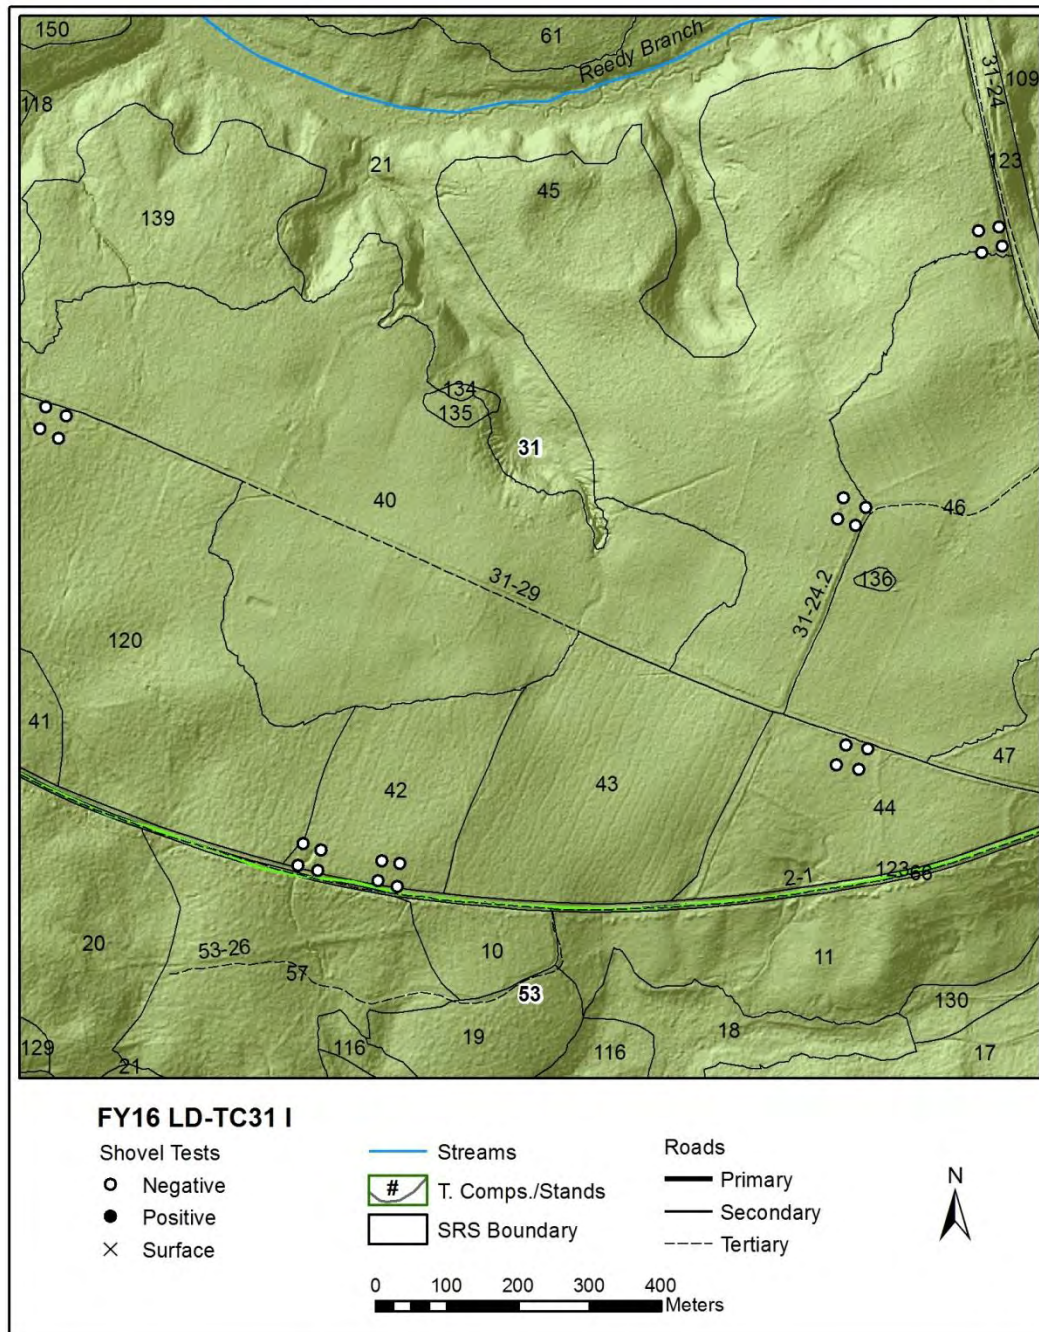 150
61
Reedy Branch
31-24
109
118
123
21
45
139
134
135
31
40
46
31-29
136
31-24.2
120
41
47
42
43
44
2-1
123
66
20
53-26
10
11
57
53
130
19
18
129
21
116
116
17
FY16 LD-TC31 I
Shovel Tests
Negative
Positive
Surface
Streams
#
T. Comps./Stands
SRS Boundary
Roads
Primary
Secondary
Tertiary
N
0 100 200 300 400
Meters